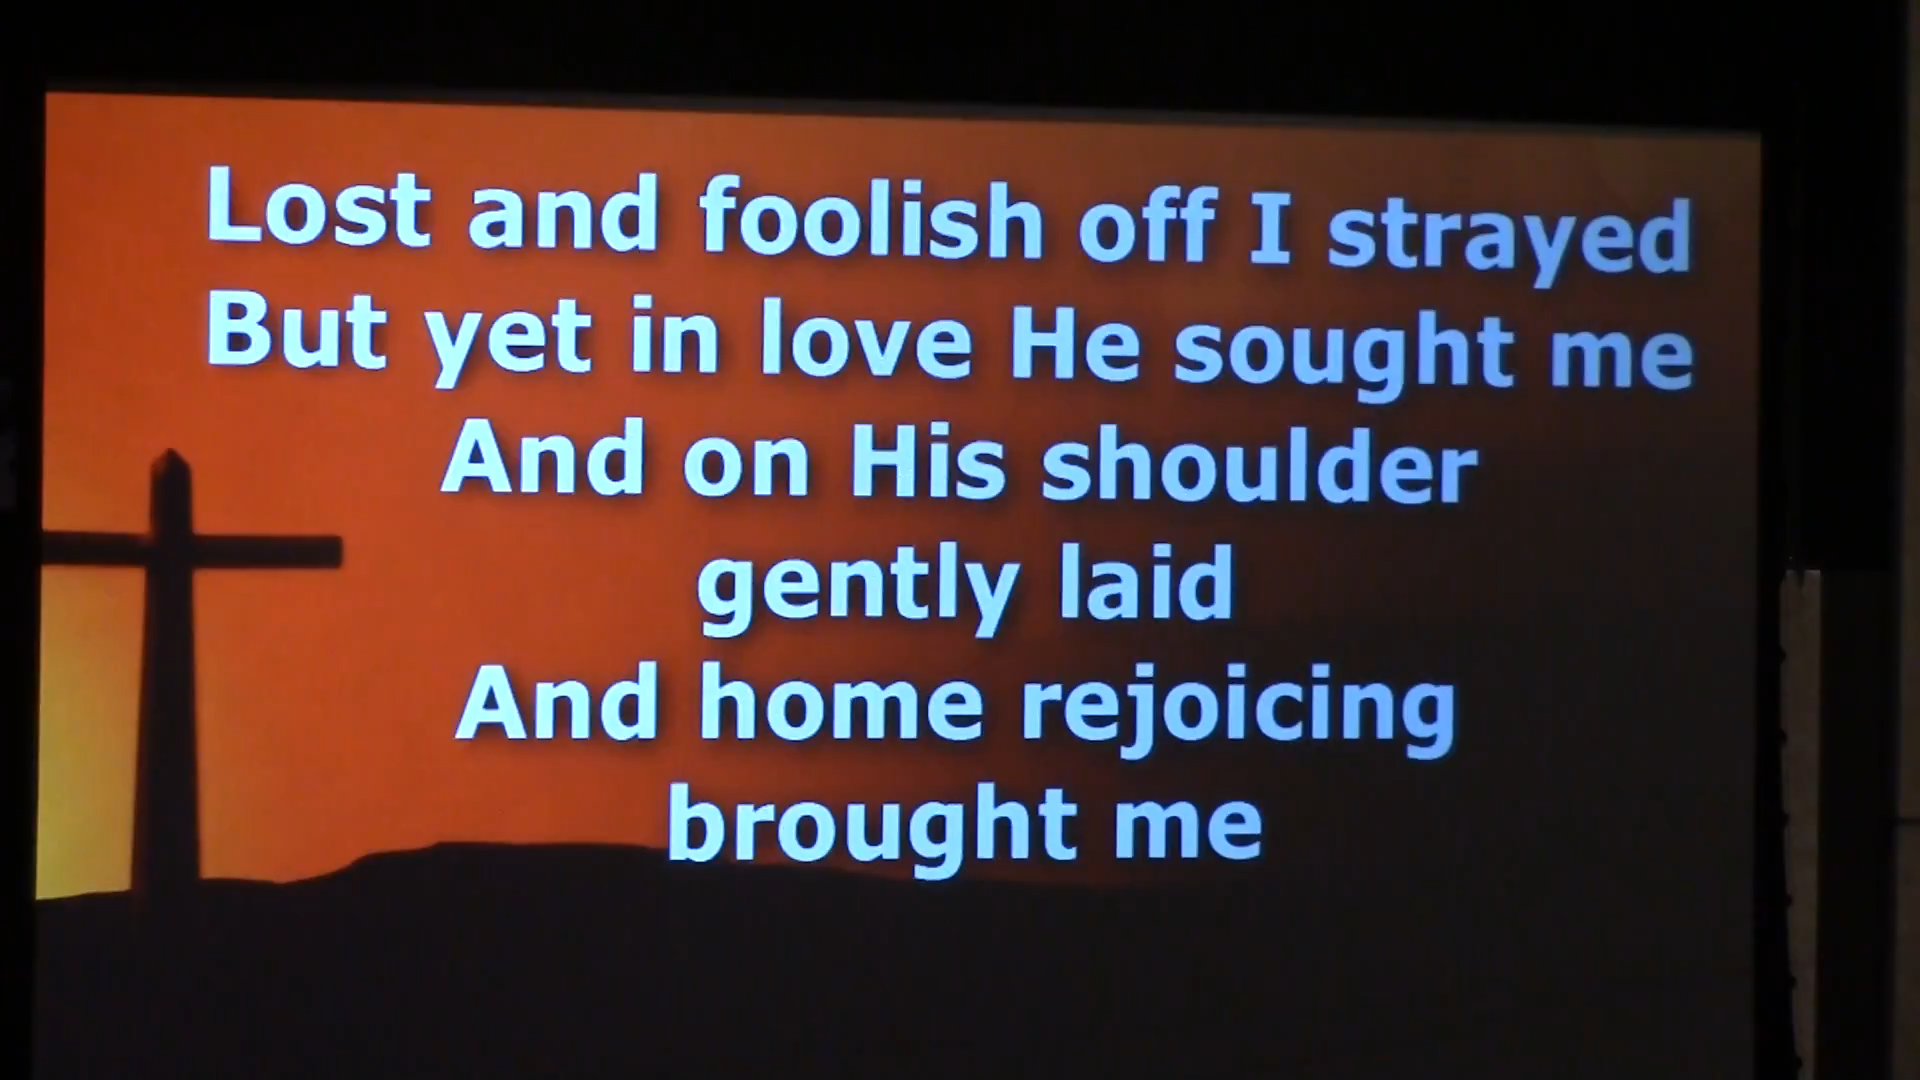 Lost and foolish off I strayed
But yet in love He sought me
And on His shoulder
gently laid
And home rejoicing
brought me